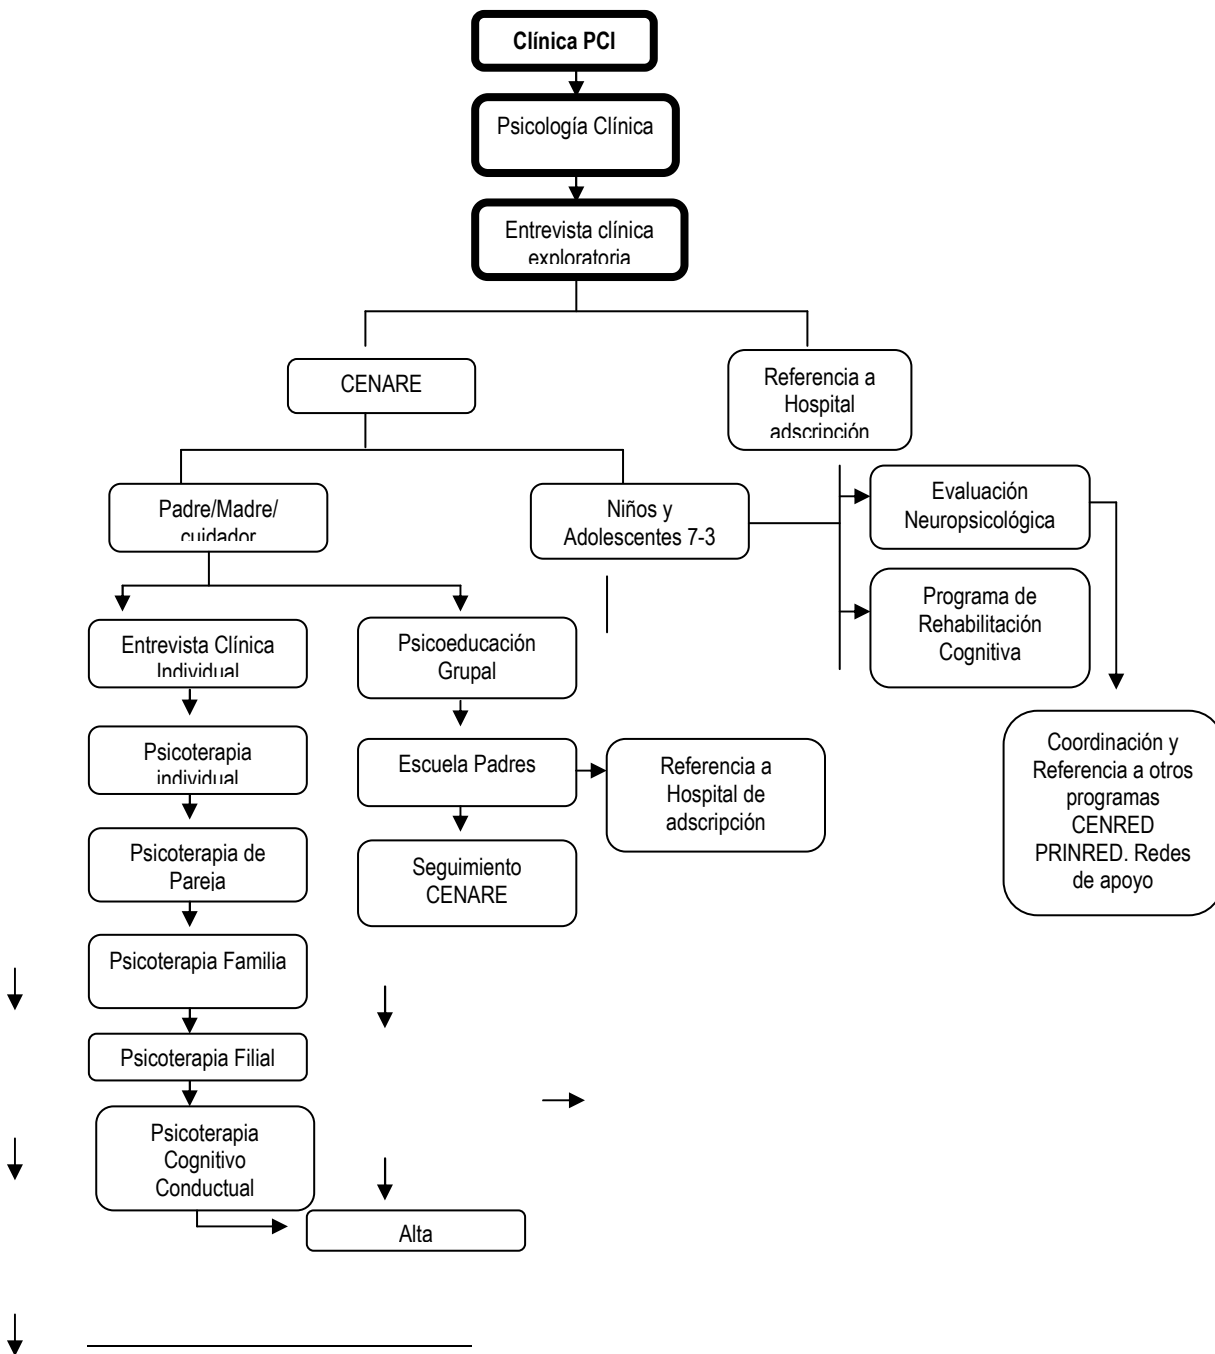 Clínica PCI
Psicología Clínica
Entrevista clínica
exploratoria
CENARE
Referencia a
Hospital
adscripción
Padre/Madre/
cuidador
Niños y
Adolescentes 7-3
Evaluación
Neuropsicológica
Programa de
Rehabilitación
Cognitiva
Entrevista Clínica
Individual
Psicoeducación
Grupal
Psicoterapia
individual
Escuela Padres
Referencia a
Hospital de
adscripción
Coordinación y
Referencia a otros
programas
CENRED
PRINRED. Redes
de apoyo
Psicoterapia de
Pareja
Seguimiento
CENARE
Psicoterapia Familia
Psicoterapia Filial
Psicoterapia
Cognitivo
Conductual
Alta